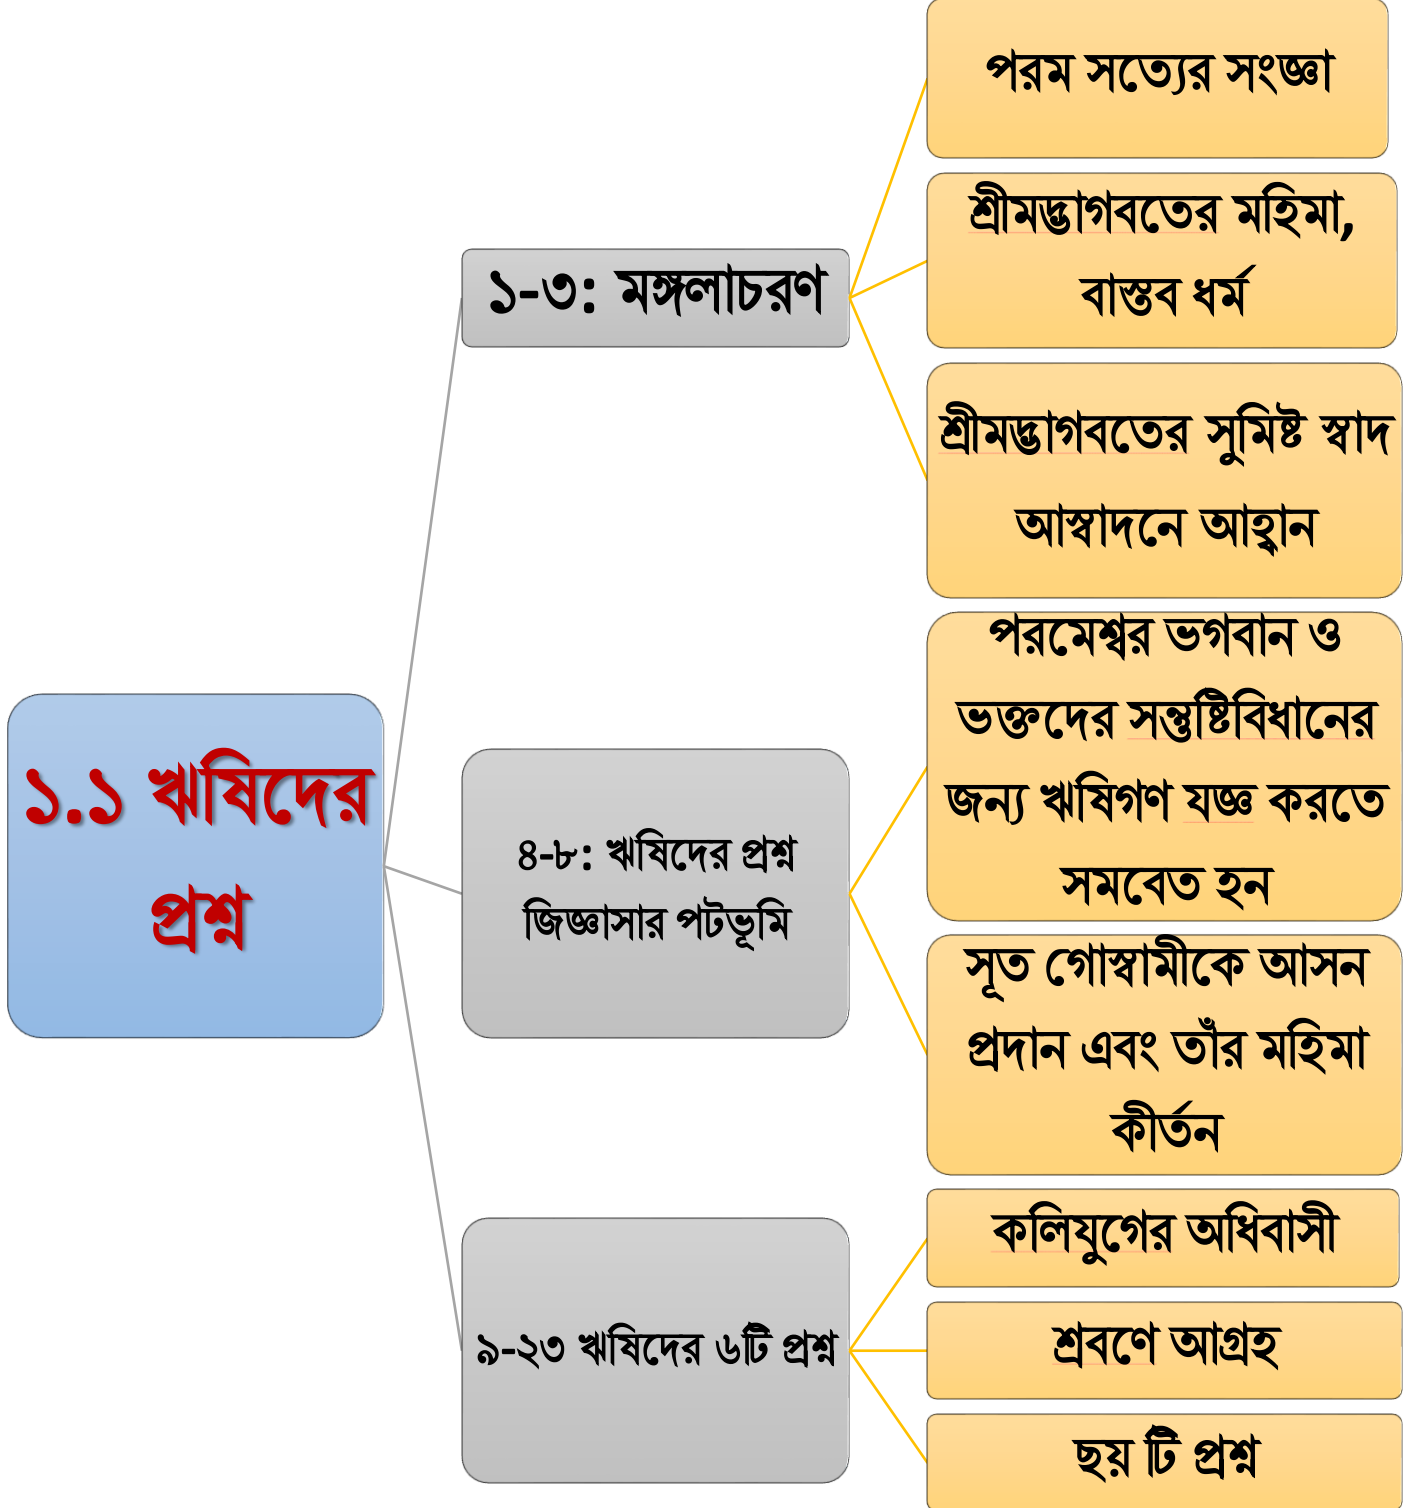 ১.১ ঋষিদের
প্রশ্ন
১-৩: মঙ্গলাচরণ
পরম সত্যের সংজ্ঞা
শ্রীমদ্ভাগবতের মহিমা,
বাস্তব ধর্ম
শ্রীমদ্ভাগবতের সুমিষ্ট স্বাদ
আস্বাদনে আহ্বান
৪-৮: ঋষিদের প্রশ্ন
জিজ্ঞাসার পটভূমি
পরমেশ্বর ভগবান ও
ভক্তদের সন্তুষ্টিবিধানের
জন্য ঋষিগণ যজ্ঞ করতে
সমবেত হন
সূত গোস্বামীকে আসন
প্রদান এবং তাঁর মহিমা
কীর্তন
৯-২৩ ঋষিদের ৬টি প্রশ্ন
কলিযুগের অধিবাসী
শ্রবণে আগ্রহ
ছয় টি প্রশ্ন